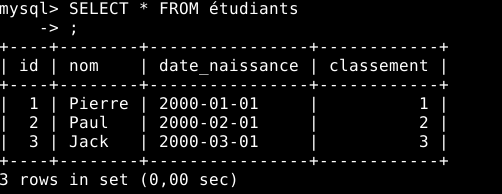 mysql> SELECT * FROM étudiants
    -> ;
+----+--------+----------------+------------+
| id | nom    | date_naissance | classement |
+----+--------+----------------+------------+
|  1 | Pierre | 2000-01-01     |          1 |
|  2 | Paul   | 2000-02-01     |          2 |
|  3 | Jack   | 2000-03-01     |          3 |
+----+--------+----------------+------------+
3 rows in set (0,00 sec)